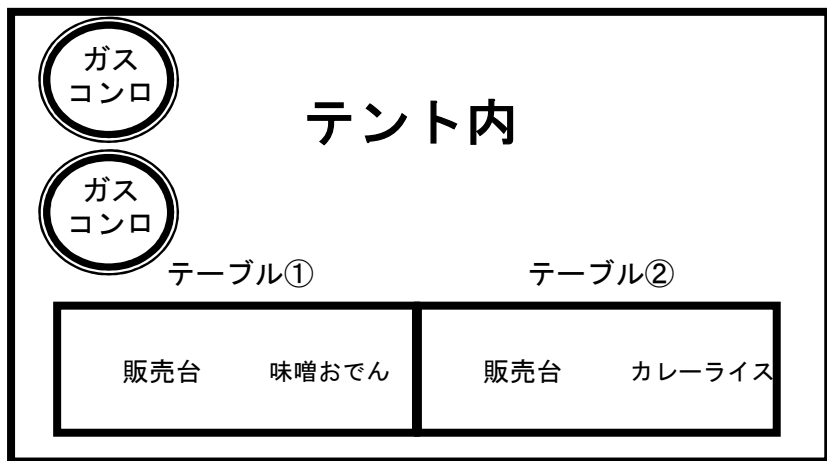 ガス
コンロ
テント内
ガス
コンロ
テーブル① テーブル②
販売台 味噌おでん 販売台 カレーライス